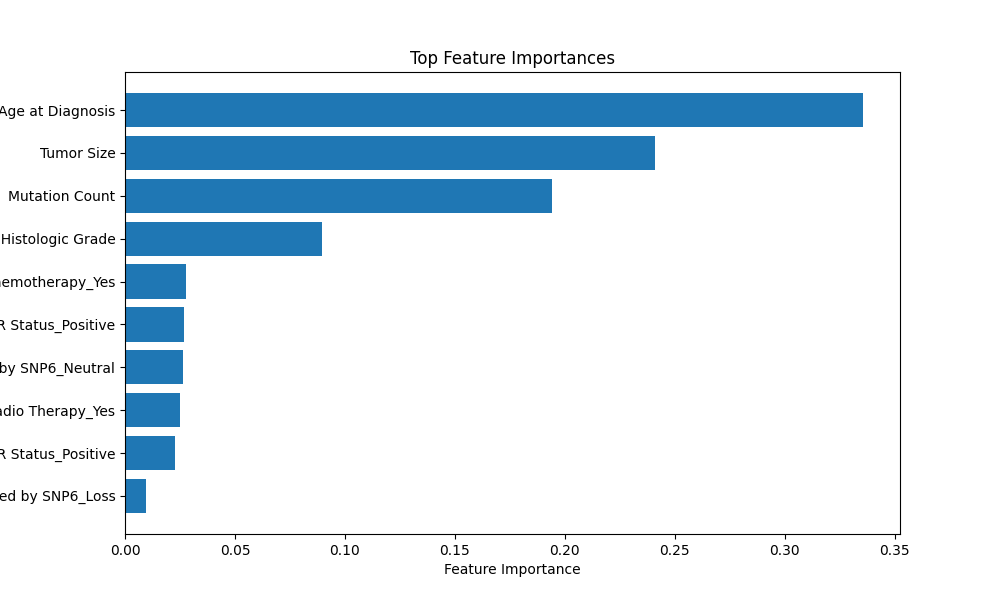 Top Feature Importances
Age at Diagnosis
Tumor Size
Mutation Count
Histologic Grade
hemotherapy_Yes
R Status_Positive
by SNP6_Neutral
adio Therapy_Yes
R Status_Positive
ed by SNP6_Loss
0.00 0.05 0.10 0.15 0.20 0.25 0.30 0.35
Feature Importance